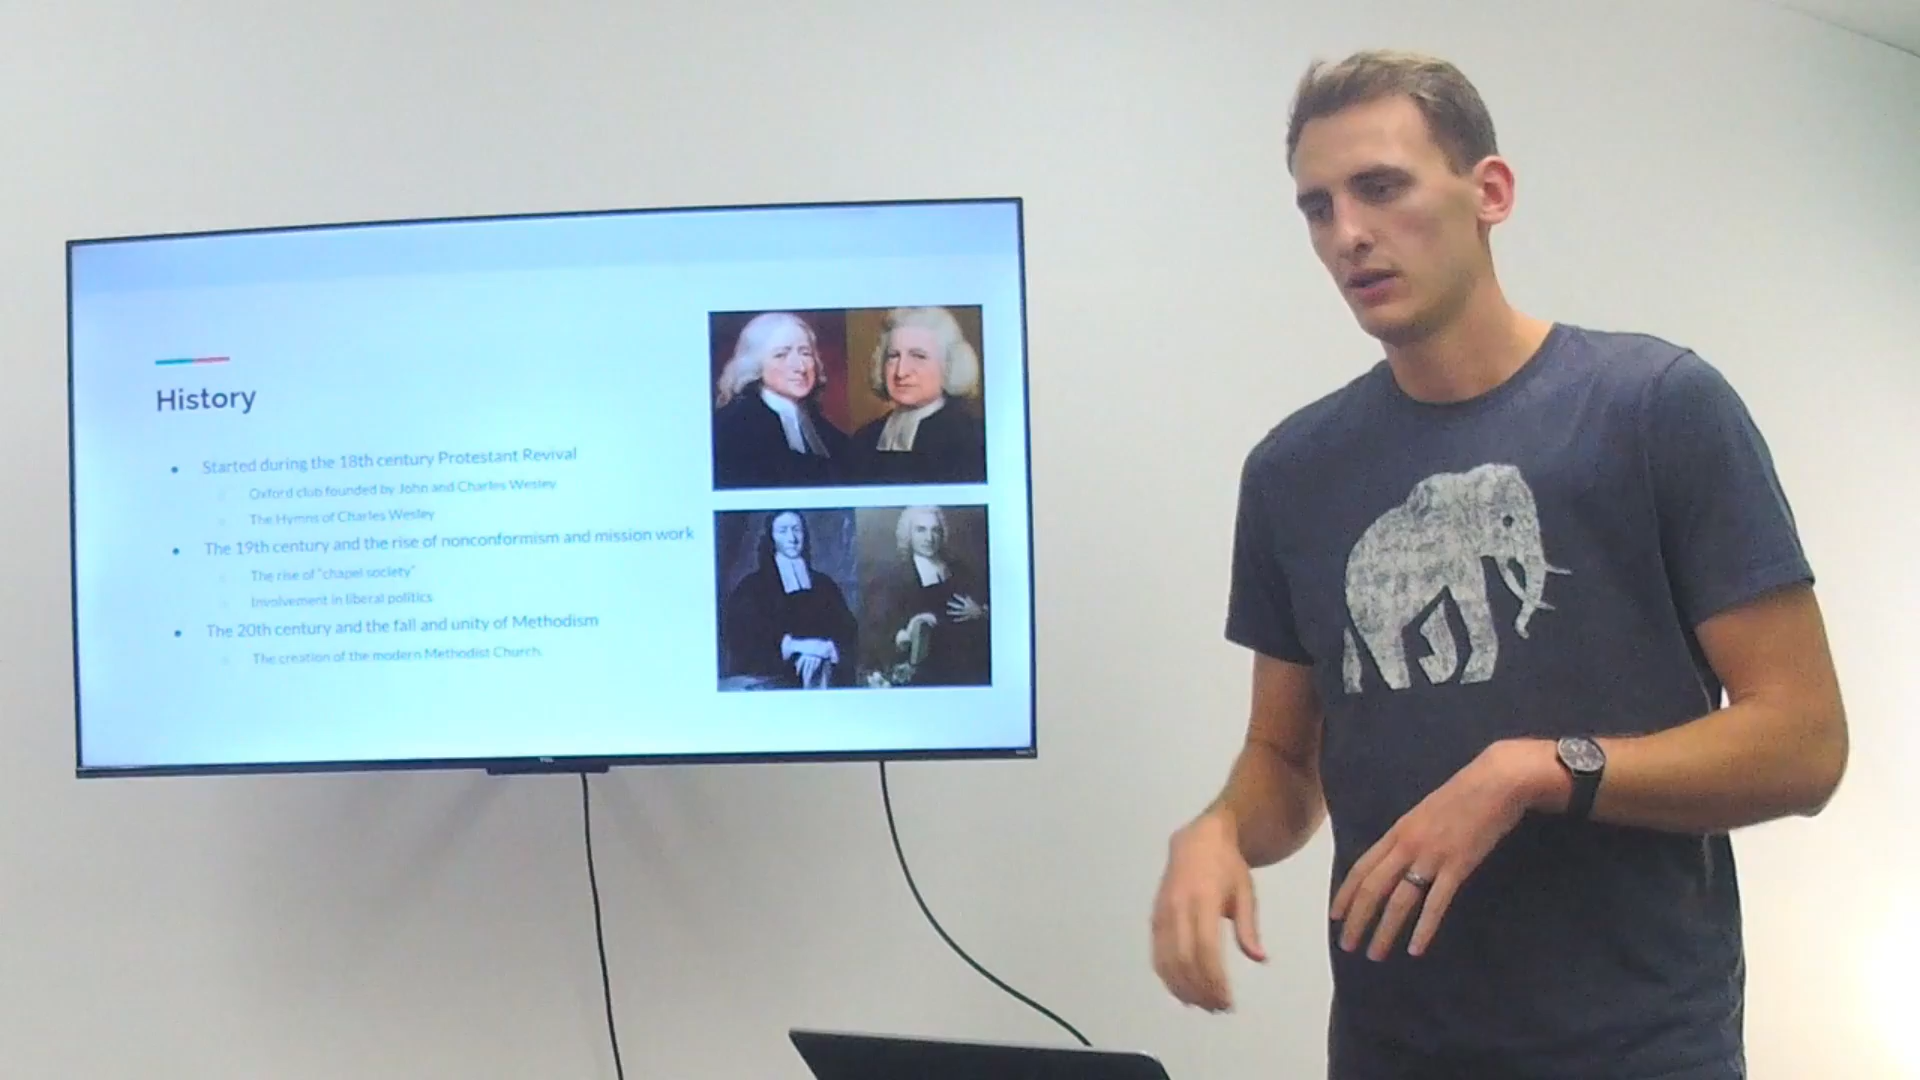 History
Started during the 18th century Protestant Revival
Oxford club founded by John and Charles Wesley
The Hymns of Charles Wesley
The 19th century and the rise of nonconformism and mission work
The rise of "chapel society"
Involvement in liberal politics
The 20th century and the fall and unity of Methodism
The creation of the modern Methodist Church
TCL